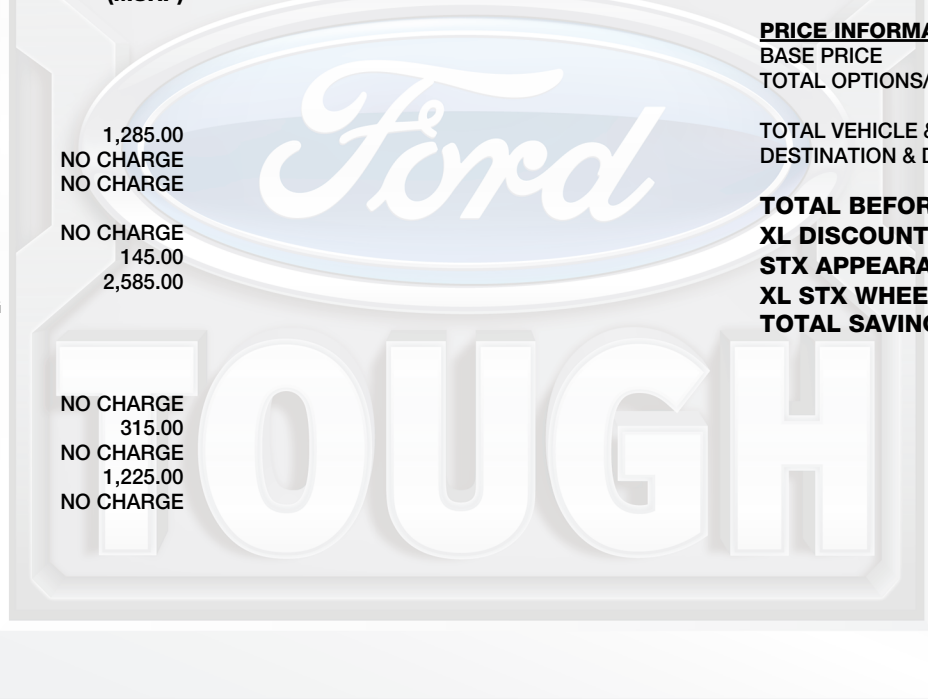 (MSRP)
1,285.00
NO CHARGE
NO CHARGE
NO CHARGE
145.00
2,585.00
NO CHARGE
315.00
NO CHARGE
1,225.00
NO CHARGE
Ford
TOUGH
PRICE INFORMA
BASE PRICE
TOTAL OPTIONS/
TOTAL VEHICLE &
DESTINATION & D
TOTAL BEFOR
XL DISCOUNT
STX APPEARA
XL STX WHEE
TOTAL SAVING